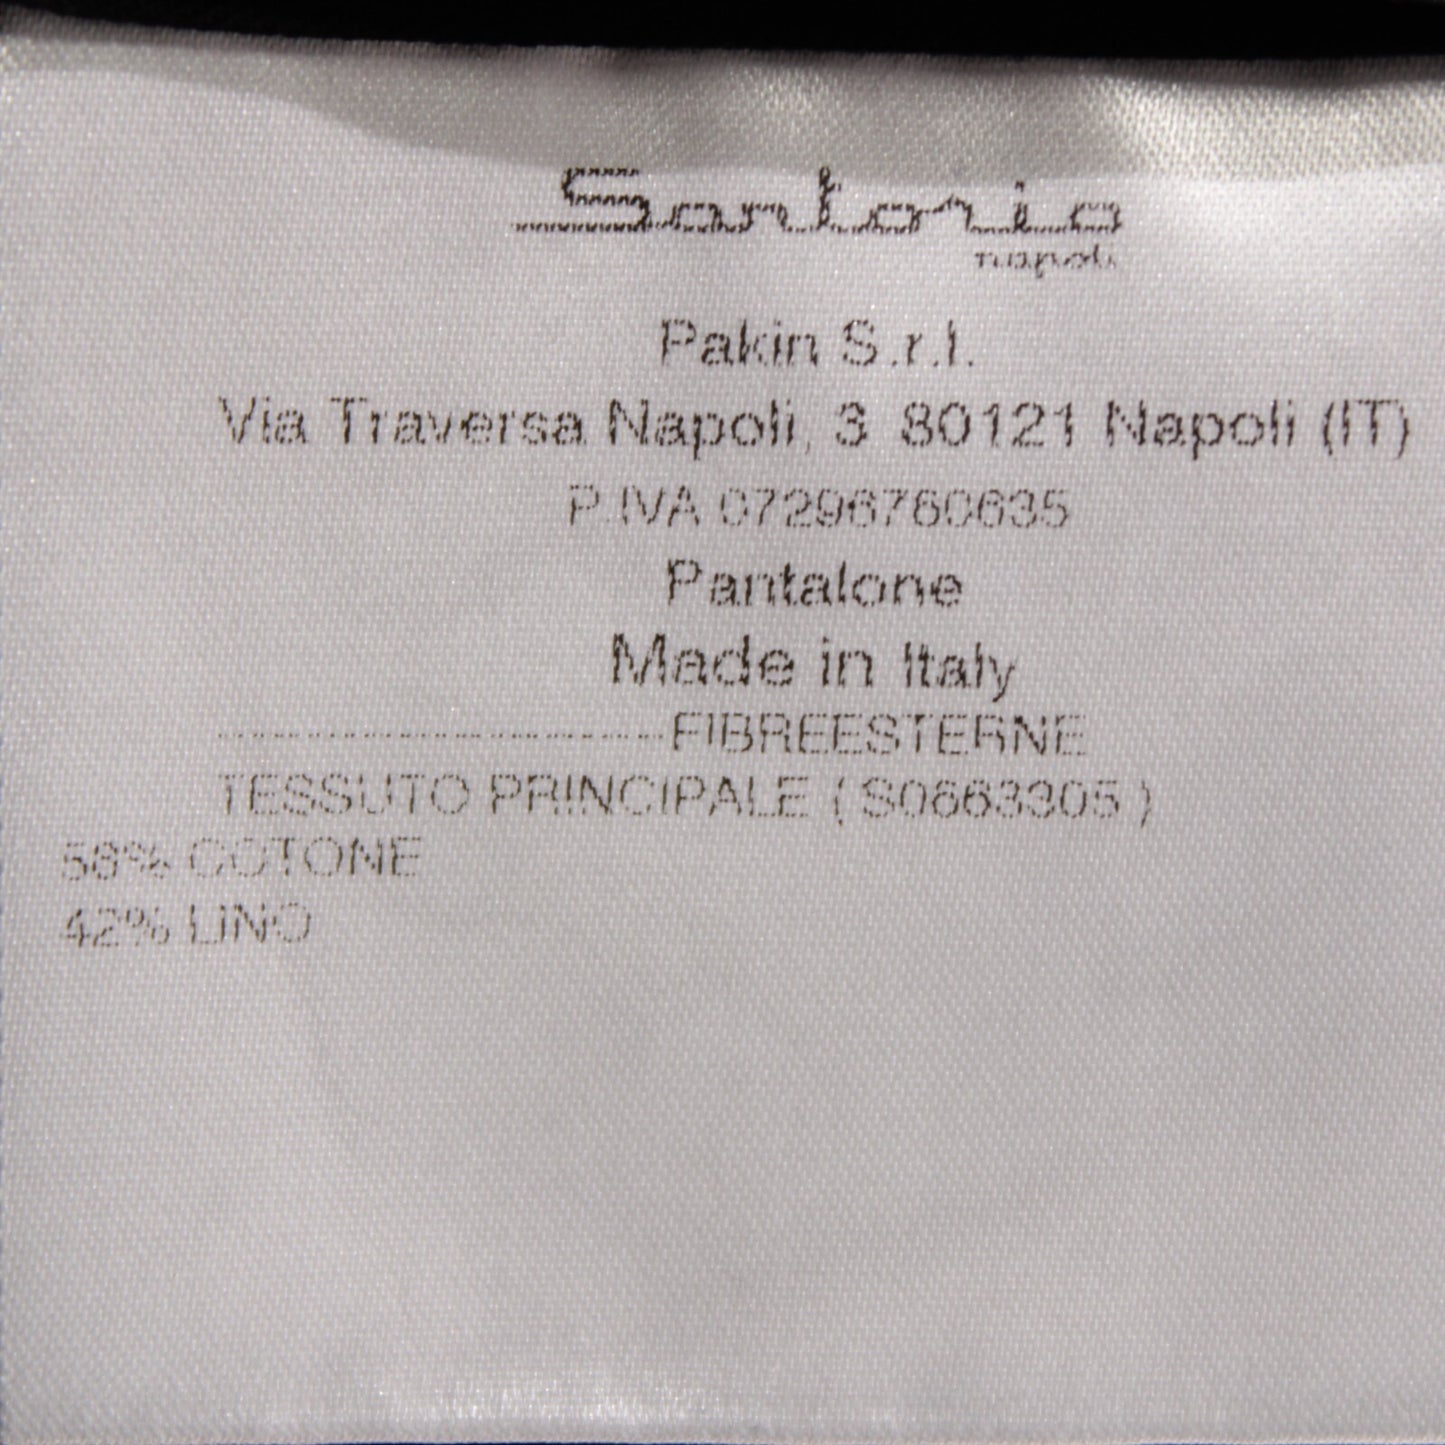 Santonio
napoli
Pakin S.r.l.
Via Traversa Napoli, 3 80121 Napoli (IT)
P.IVA 07296760635
Pantalone
Made in Italy
--------------------------FIBREESTERNE
TESSUTO PRINCIPALE ( S0663305 )
58% COTONE
42% LINO